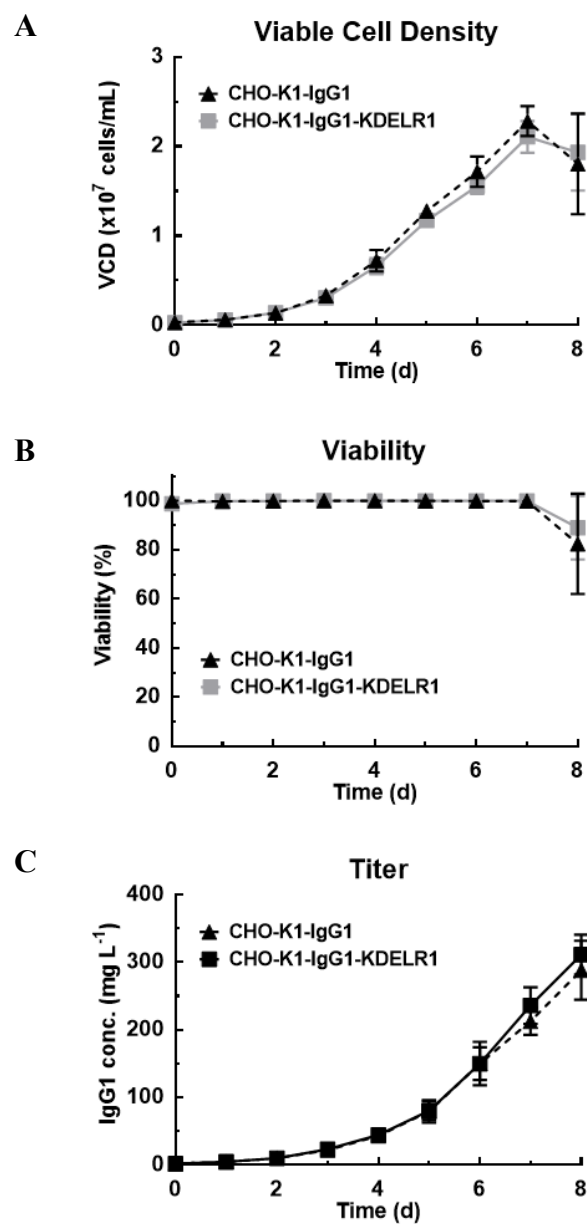 A
Viable Cell Density
3
CHO-K1-IgG1
CHO-K1-IgG1-KDELR1
2
VCD (x10⁷ cells/mL)
1
0
0 2 4 6 8
Time (d)
B
Viability
100
80
Viability (%)
60
40
CHO-K1-IgG1
CHO-K1-IgG1-KDELR1
20
0
0 2 4 6 8
Time (d)
C
Titer
400
CHO-K1-IgG1
CHO-K1-IgG1-KDELR1
300
IgG1 conc. (mg L⁻¹)
200
100
0
0 2 4 6 8
Time (d)